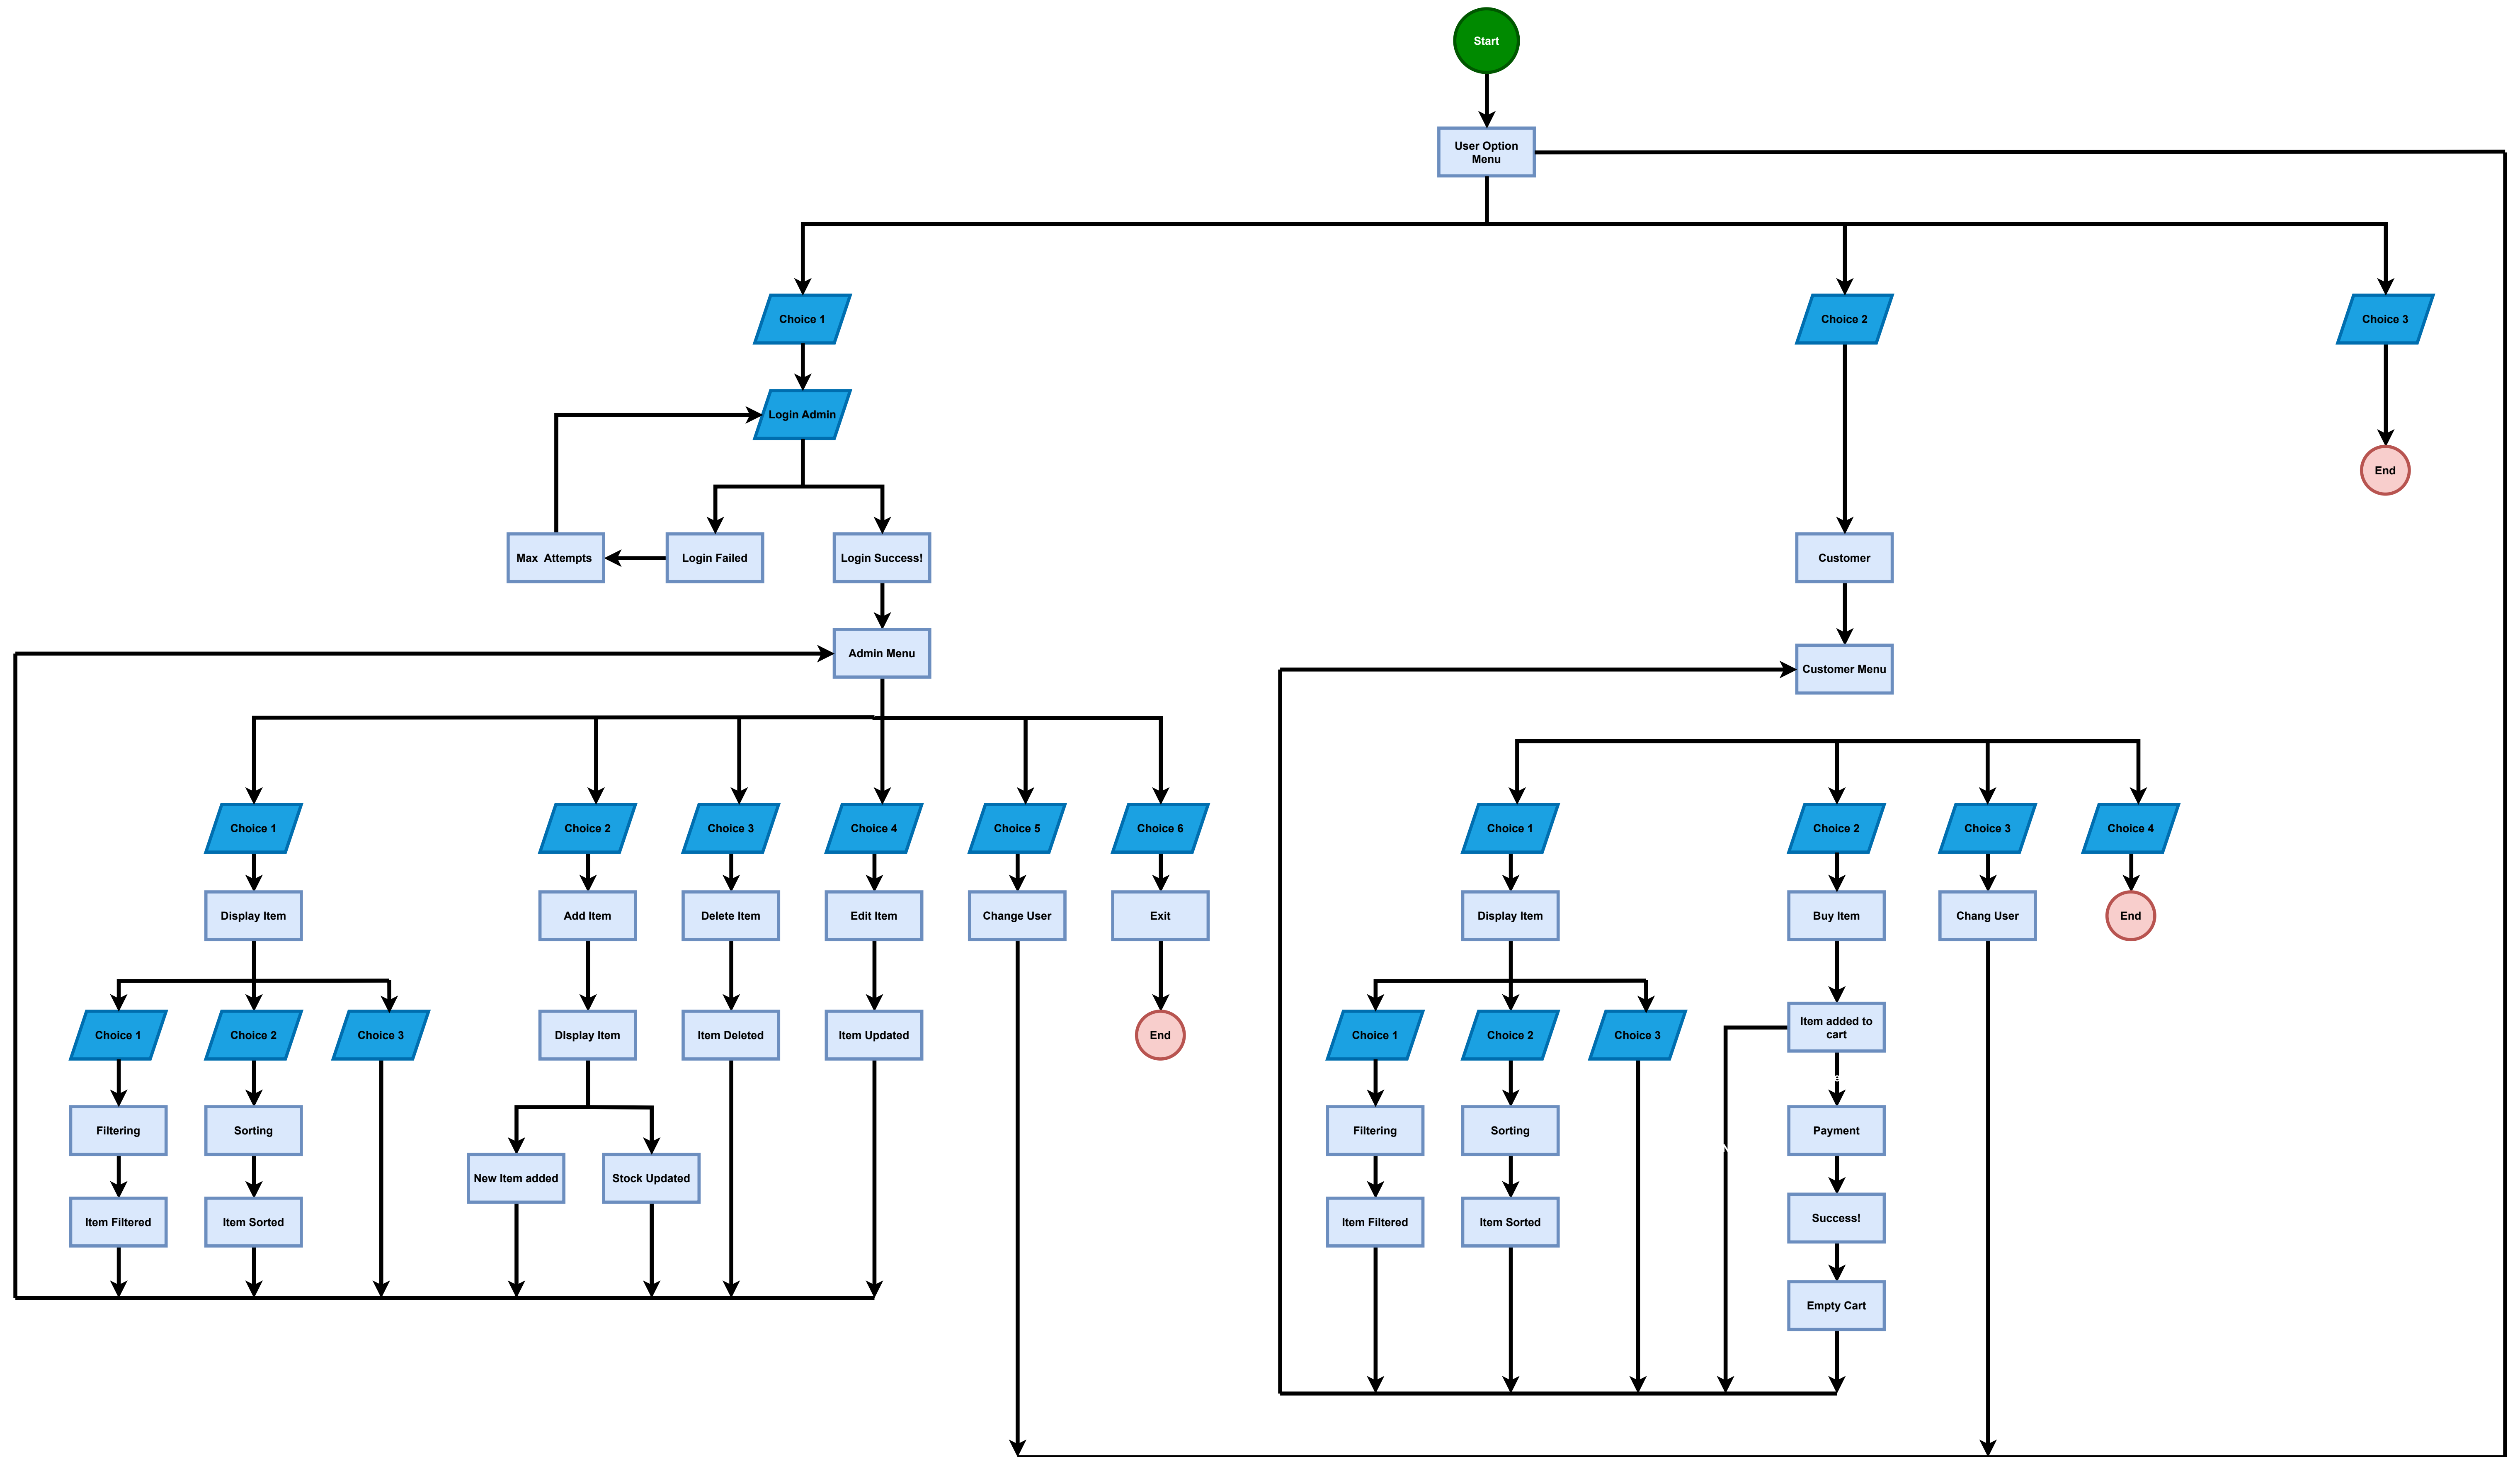 Start
User Option
Menu
Choice 1
Choice 2
Choice 3
Login Admin
End
Max  Attempts
Login Failed
Login Success!
Customer
Admin Menu
Customer Menu
Choice 1
Choice 2
Choice 3
Choice 4
Choice 5
Choice 6
Choice 1
Choice 2
Choice 3
Choice 4
Display Item
Add Item
Delete Item
Edit Item
Change User
Exit
Display Item
Buy Item
Chang User
End
Choice 1
Choice 2
Choice 3
DIsplay Item
Item Deleted
Item Updated
End
Choice 1
Choice 2
Choice 3
Item added to
cart
Filtering
Sorting
Filtering
Sorting
Payment
New Item added
Stock Updated
Item Filtered
Item Sorted
Item Filtered
Item Sorted
Success!
Empty Cart